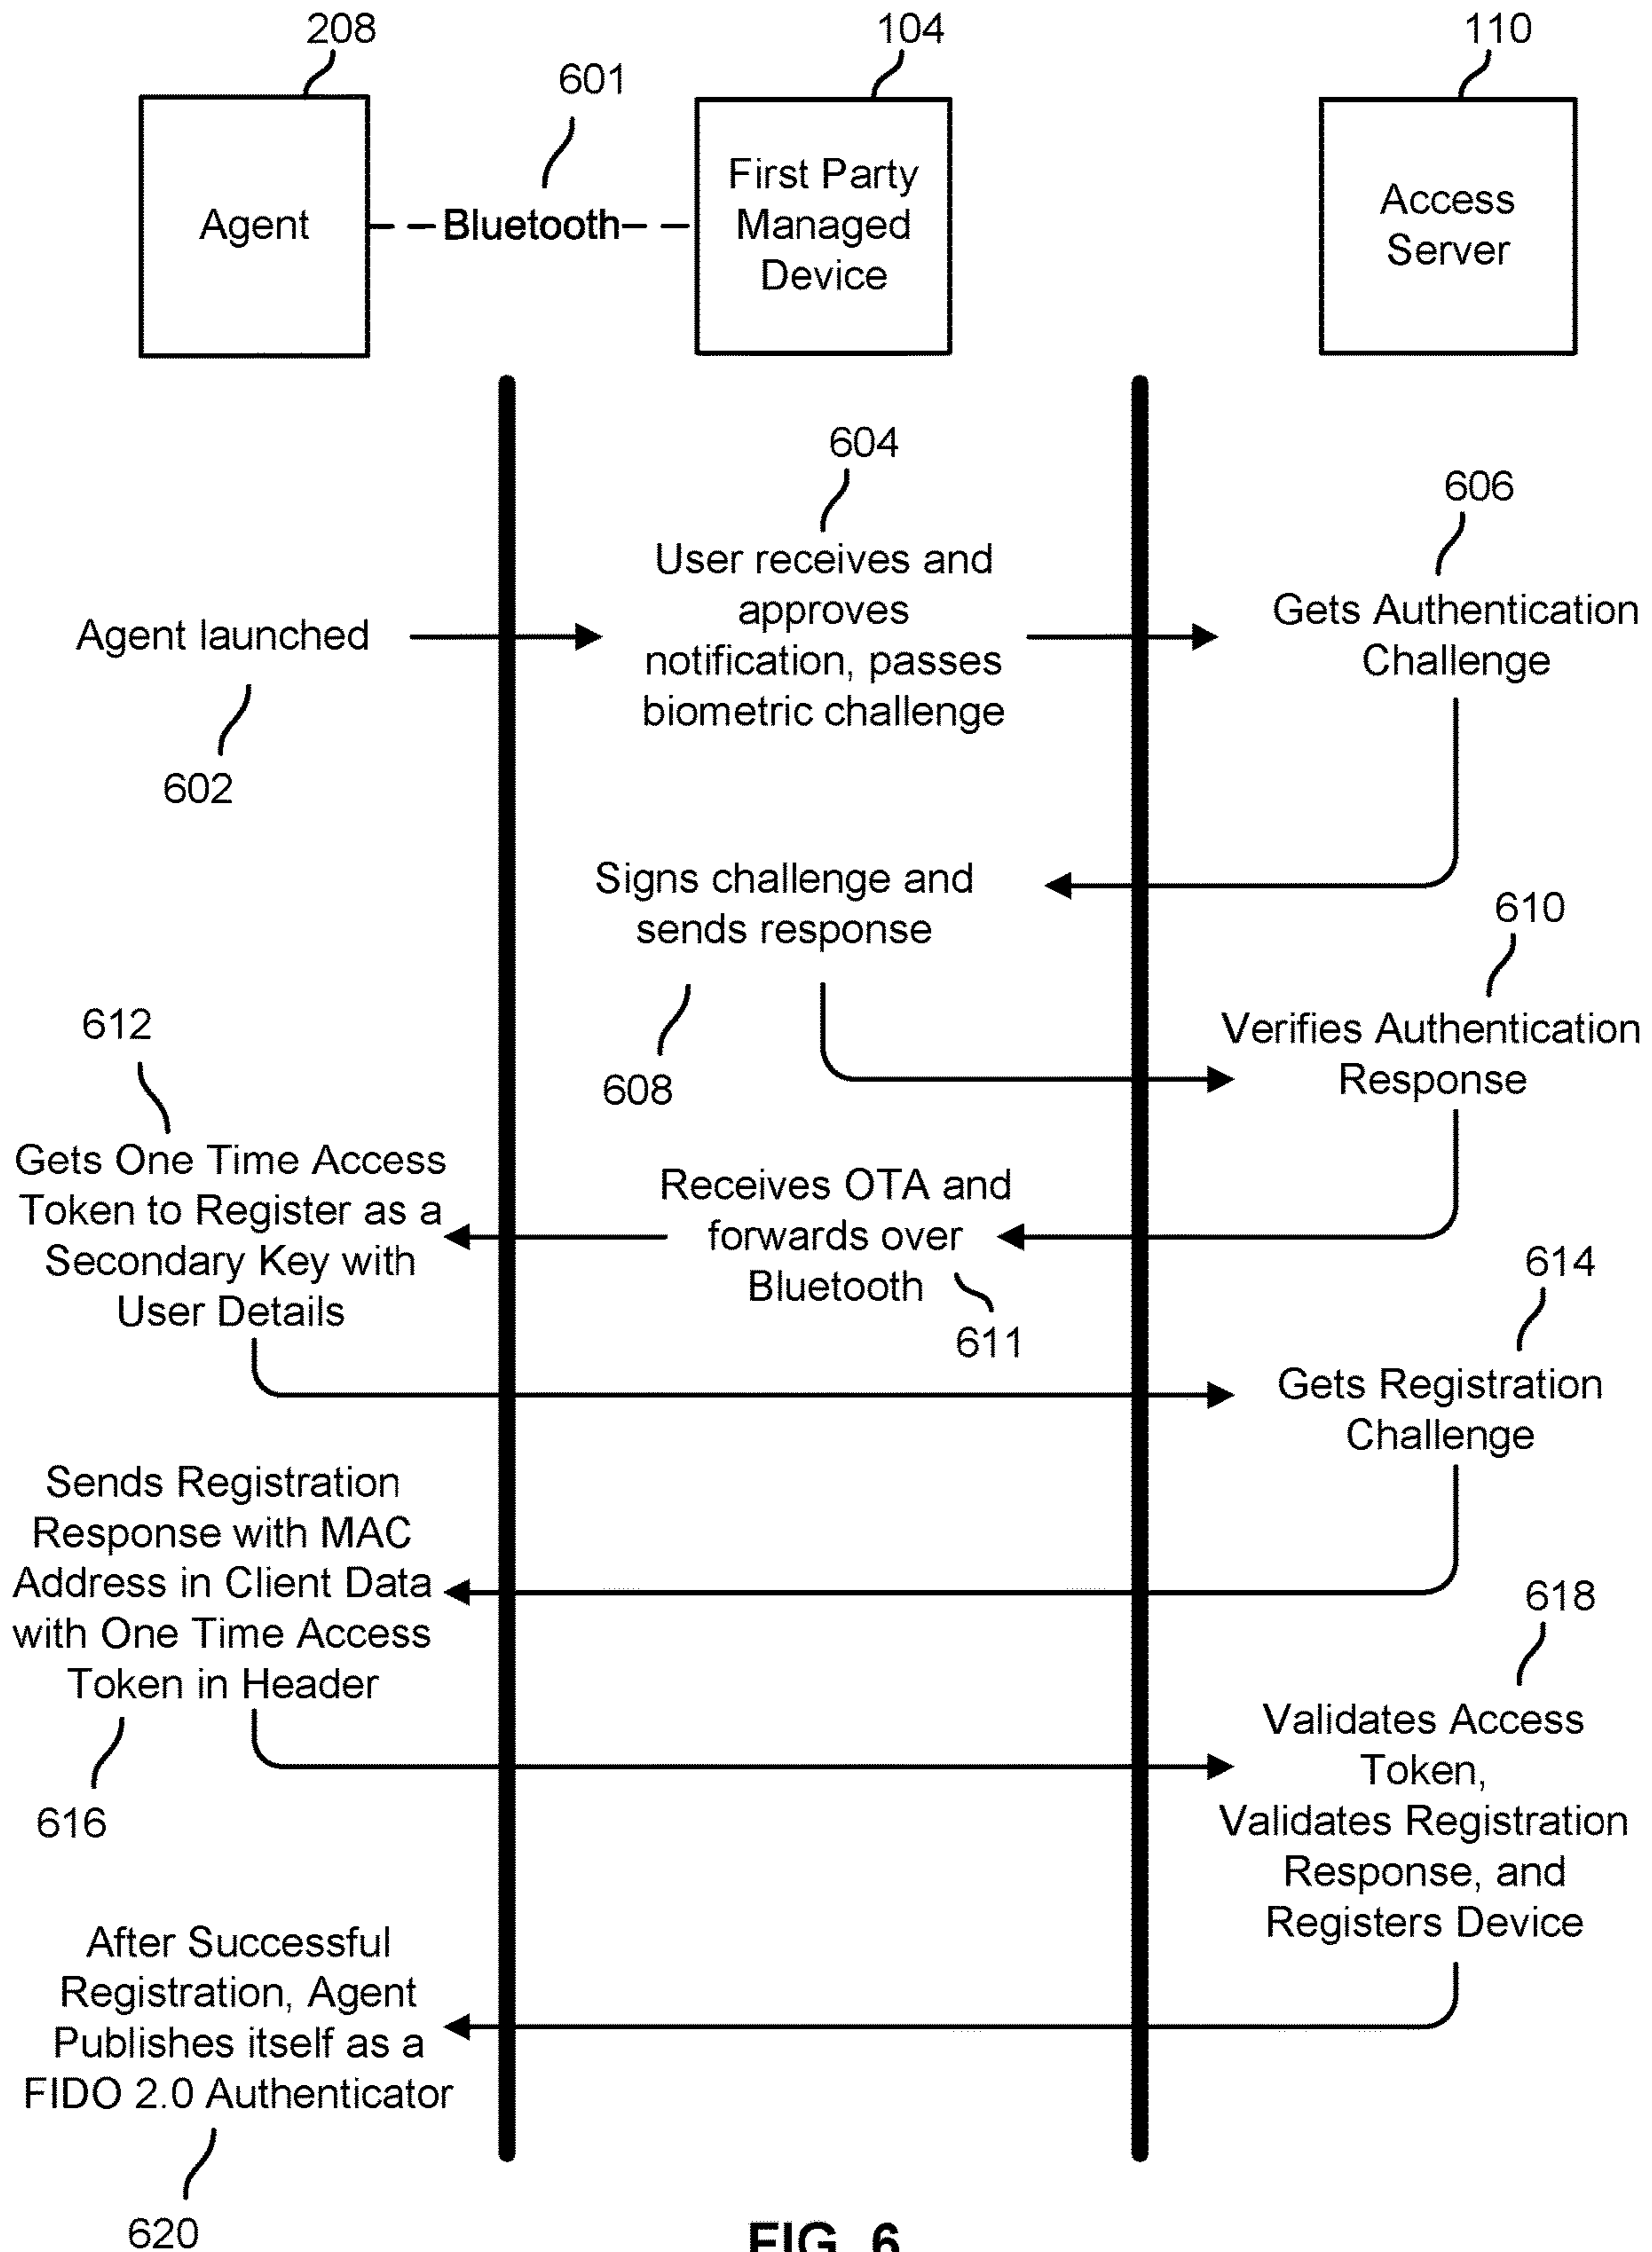 208
104
110
601
Agent
Bluetooth
First Party
Managed
Device
Access
Server
604
606
User receives and
approves
notification, passes
biometric challenge
Agent launched
Gets Authentication
Challenge
602
Signs challenge and
sends response
608
610
Verifies Authentication
Response
612
Gets One Time Access
Token to Register as a
Secondary Key with
User Details
Receives OTA and
forwards over
Bluetooth
611
614
Gets Registration
Challenge
Sends Registration
Response with MAC
Address in Client Data
with One Time Access
Token in Header
616
618
Validates Access
Token,
Validates Registration
Response, and
Registers Device
After Successful
Registration, Agent
Publishes itself as a
FIDO 2.0 Authenticator
620
FIG. 6